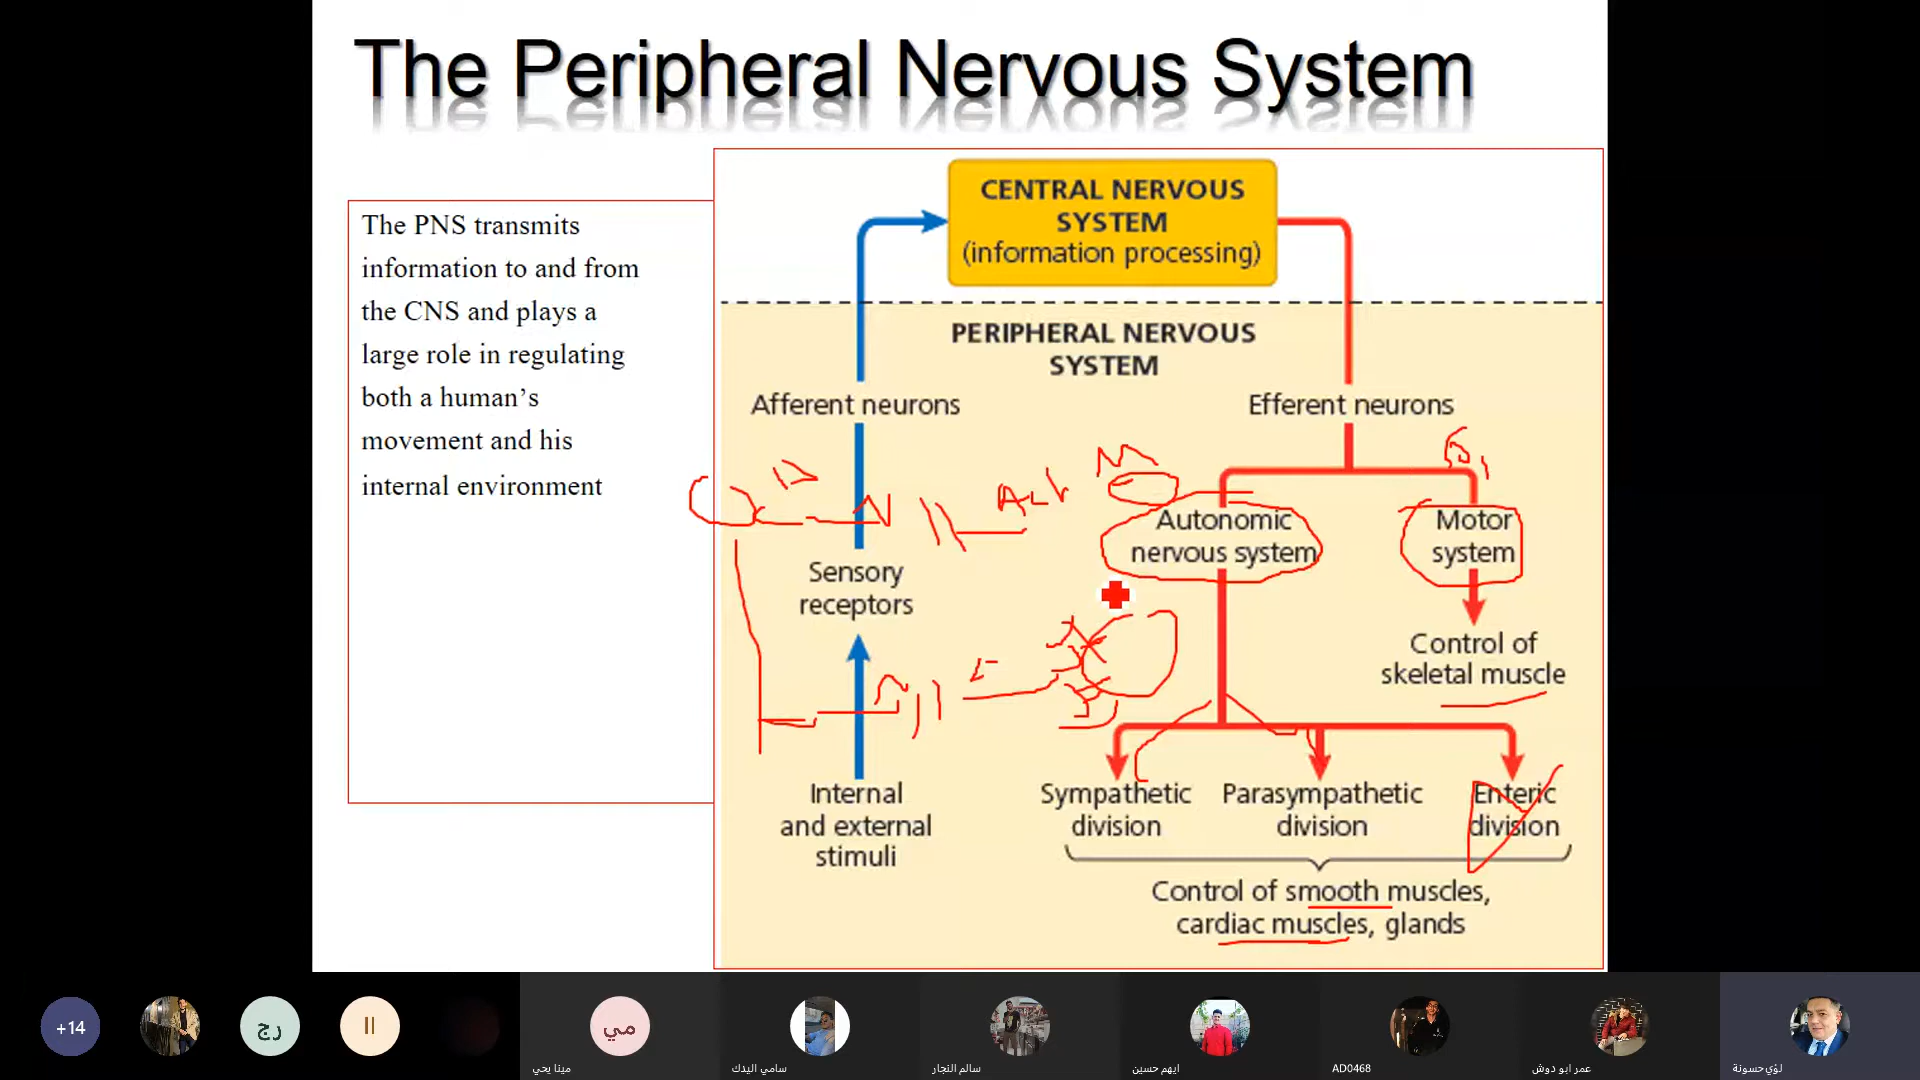 The Peripheral Nervous System
The PNS transmits
information to and from
the CNS and plays a
large role in regulating
both a human’s
movement and his
internal environment
CENTRAL NERVOUS
SYSTEM
(information processing)
PERIPHERAL NERVOUS
SYSTEM
Afferent neurons
Efferent neurons
Sensory
receptors
Internal
and external
stimuli
Autonomic
nervous system
Motor
system
Control of
skeletal muscle
Sympathetic
division
Parasympathetic
division
Enteric
division
Control of smooth muscles,
cardiac muscles, glands
+14
رج
اا
مي
مينا يحي
سامي اليدك
سالم النجار
ايهم حسين
AD0468
عمر ابو دوش
لؤي حسونة